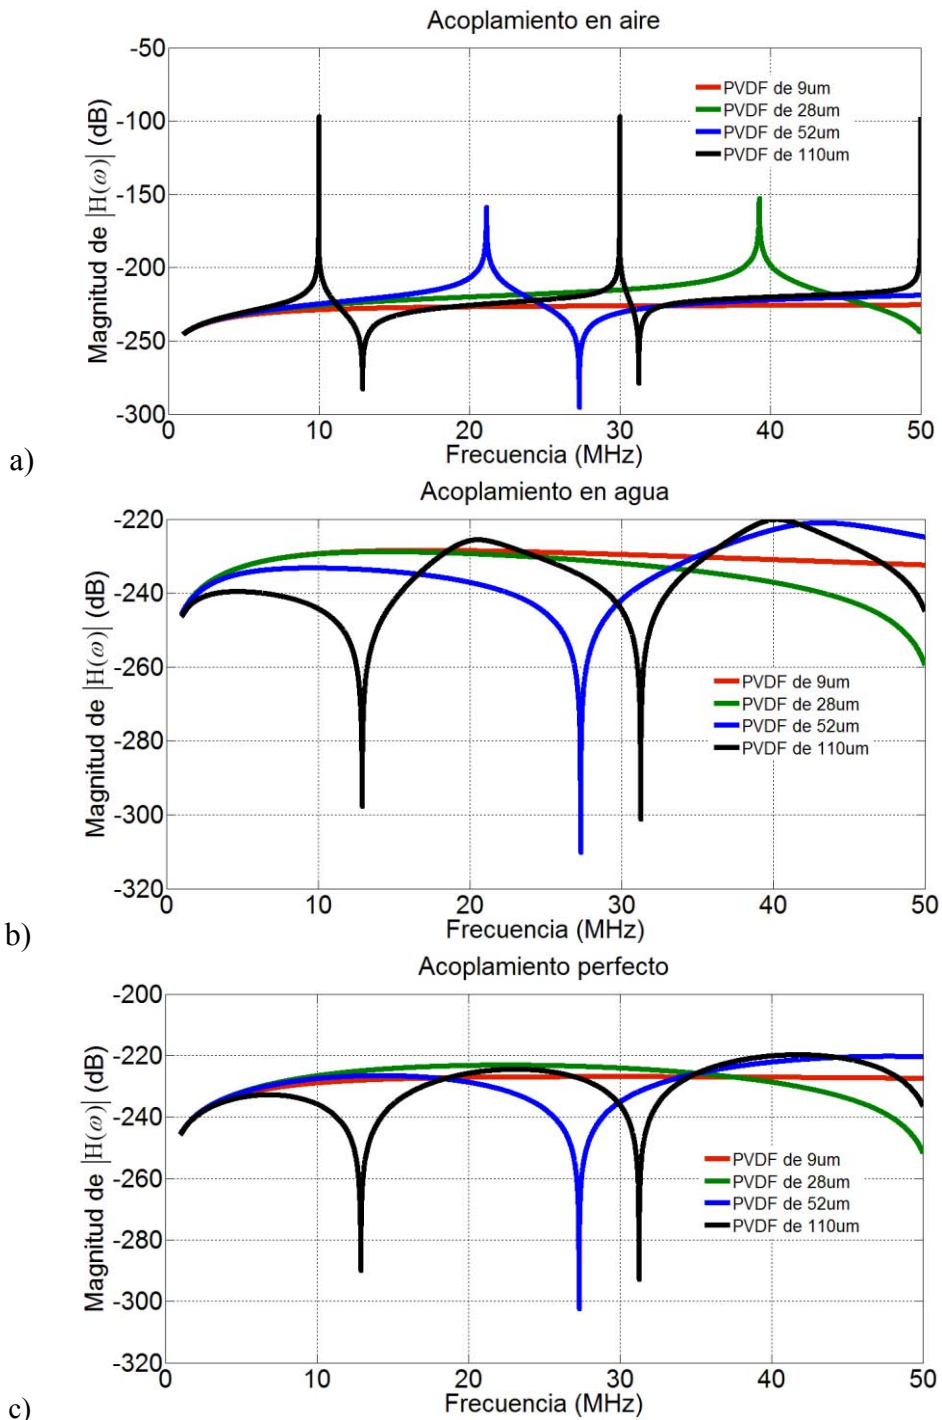 Acoplamiento en aire
Magnitud de |H(ω)| (dB)
-50
-100
-150
-200
-250
-300
PVDF de 9um
PVDF de 28um
PVDF de 52um
PVDF de 110um
0 10 20 30 40 50
Frecuencia (MHz)
a)
Acoplamiento en agua
Magnitud de |H(ω)| (dB)
-220
-240
-260
-280
-300
-320
PVDF de 9um
PVDF de 28um
PVDF de 52um
PVDF de 110um
0 10 20 30 40 50
Frecuencia (MHz)
b)
Acoplamiento perfecto
Magnitud de |H(ω)| (dB)
-200
-220
-240
-260
-280
-300
-320
PVDF de 9um
PVDF de 28um
PVDF de 52um
PVDF de 110um
0 10 20 30 40 50
Frecuencia (MHz)
c)